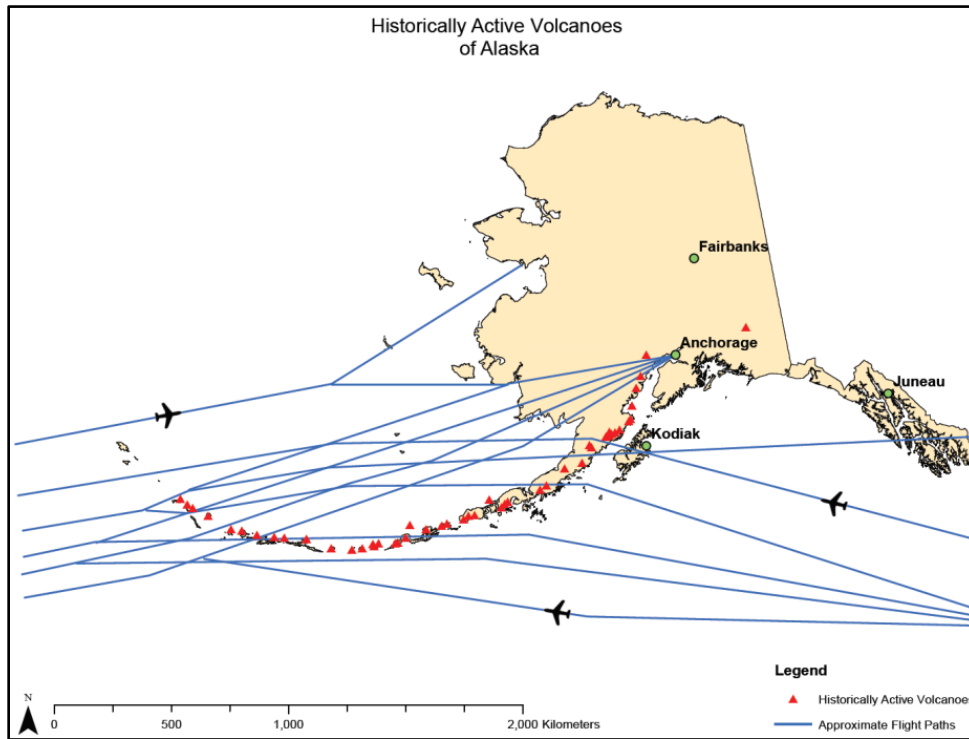 Historically Active Volcanoes
of Alaska
Fairbanks
Anchorage
Juneau
Kodiak
Legend
N
Historically Active Volcanoes
0 500 1,000 2,000 Kilometers
Approximate Flight Paths